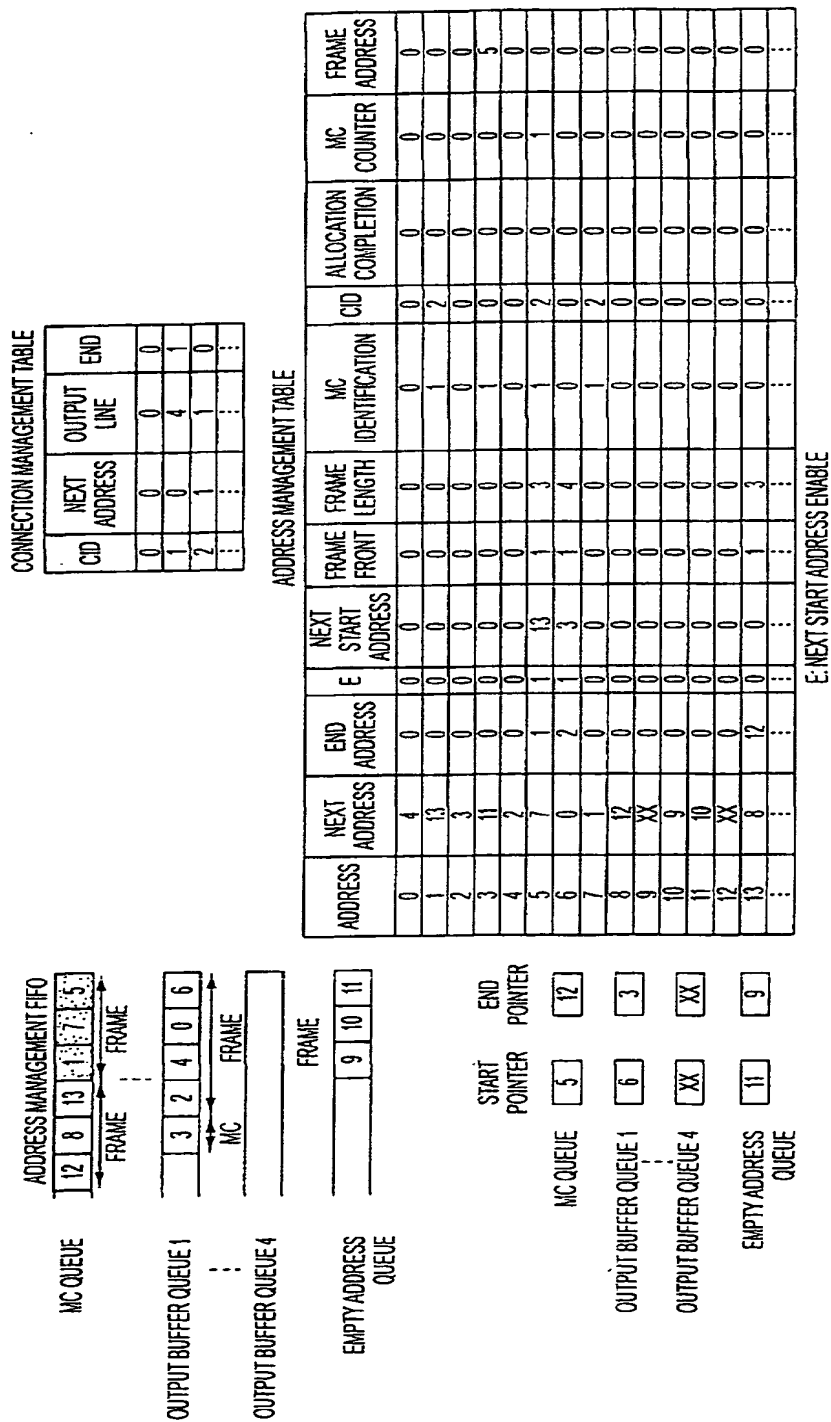 ADDRESS MANAGEMENT FIFO
MC QUEUE
12 8 13 1 7 5
FRAME FRAME
OUTPUT BUFFER QUEUE 1
3 2 4 0 6
MC FRAME
OUTPUT BUFFER QUEUE 4
FRAME
EMPTY ADDRESS QUEUE
9 10 11
START POINTER END POINTER
MC QUEUE 5 12
OUTPUT BUFFER QUEUE 1 6 3
OUTPUT BUFFER QUEUE 4 XX XX
EMPTY ADDRESS QUEUE 11 9
CONNECTION MANAGEMENT TABLE
CID NEXT ADDRESS OUTPUT LINE END
0 0 0 0
1 0 4 1
2 1 1 0
ADDRESS MANAGEMENT TABLE
ADDRESS NEXT ADDRESS END ADDRESS E NEXT START ADDRESS FRAME FRONT FRAME LENGTH MC IDENTIFICATION CID ALLOCATION COMPLETION MC COUNTER FRAME ADDRESS
0 4 0 0 0 0 0 0 0 0 0 0
1 13 0 0 0 0 0 1 2 0 0 0
2 3 0 0 0 0 0 0 0 0 0 0
3 11 0 0 0 0 0 1 0 0 0 5
4 2 0 0 0 0 0 0 0 0 0 0
5 7 1 1 13 1 3 1 2 0 1 0
6 0 2 1 3 1 4 0 0 0 0 0
7 1 0 0 0 0 0 1 2 0 0 0
8 12 0 0 0 0 0 0 0 0 0 0
9 XX 0 0 0 0 0 0 0 0 0 0
10 9 0 0 0 0 0 0 0 0 0 0
11 10 0 0 0 0 0 0 0 0 0 0
12 XX 0 0 0 0 0 0 0 0 0 0
13 8 12 0 0 1 3 0 0 0 0 0
E: NEXT START ADDRESS ENABLE